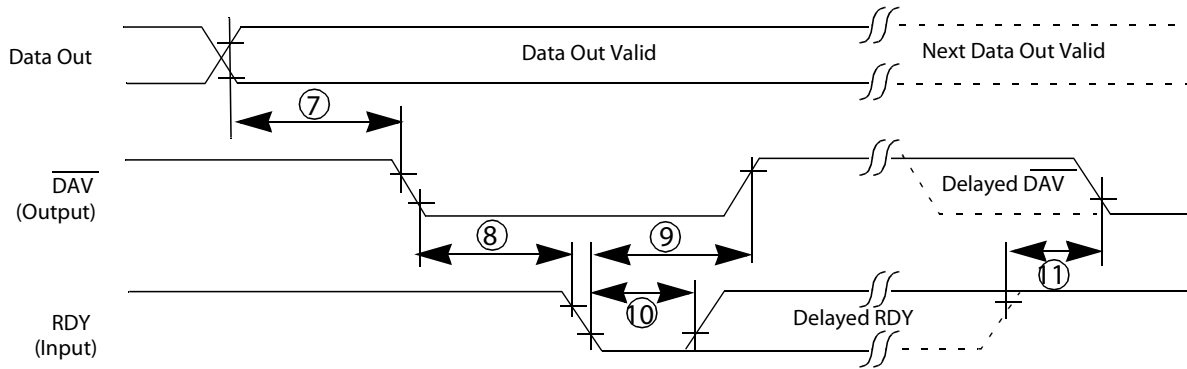 Data Out
Data Out Valid
Next Data Out Valid
7
DAV
(Output)
Delayed DAV
8
9
11
RDY
(Input)
10
Delayed RDY